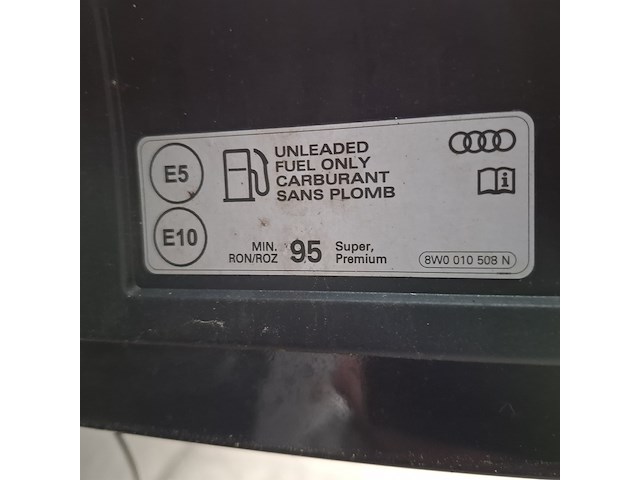 E5
UNLEADED
FUEL ONLY
CARBURANT
SANS PLOMB
E10
MIN.
RON/ROZ
95
Super,
Premium
8W0 010 508 N